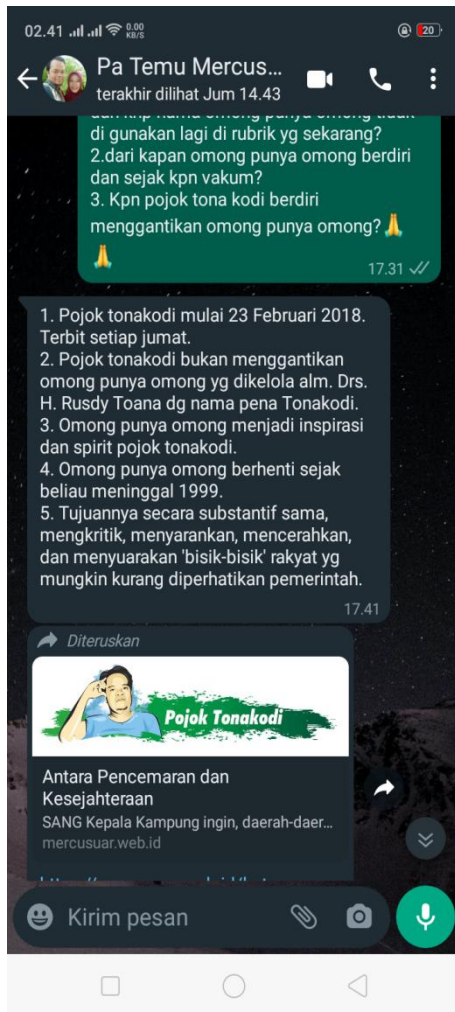 02.41
0.00
KB/S
20
Pa Temu Mercus...
terakhir dilihat Jum 14.43
di gunakan lagi di rubrik yg sekarang?
2.dari kapan omong punya omong berdiri
dan sejak kpn vakum?
3. Kpn pojok tona kodi berdiri
menggantikan omong punya omong?🙏
🙏
17.31
1. Pojok tonakodi mulai 23 Februari 2018.
Terbit setiap jumat.
2. Pojok tonakodi bukan menggantikan
omong punya omong yg dikelola alm. Drs.
H. Rusdy Toana dg nama pena Tonakodi.
3. Omong punya omong menjadi inspirasi
dan spirit pojok tonakodi.
4. Omong punya omong berhenti sejak
beliau meninggal 1999.
5. Tujuannya secara substantif sama,
mengkritik, menyarankan, mencerahkan,
dan menyuarakan 'bisik-bisik' rakyat yg
mungkin kurang diperhatikan pemerintah.
17.41
Diteruskan
Pojok Tonakodi
Antara Pencemaran dan
Kesejahteraan
SANG Kepala Kampung ingin, daerah-daer...
mercusuar.web.id
Kirim pesan